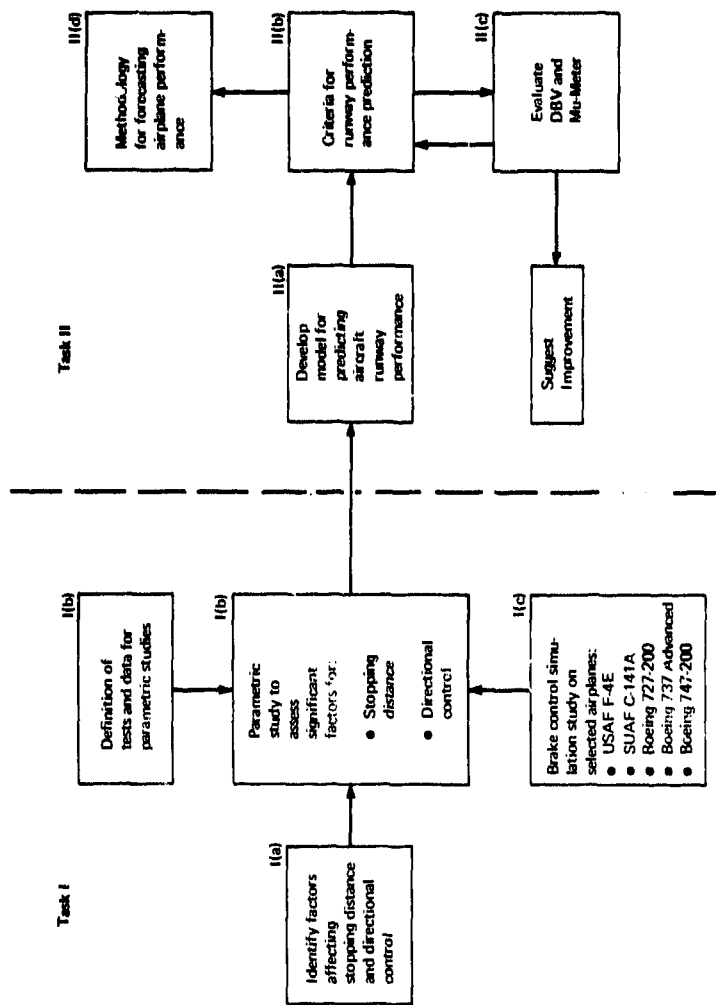 Task I
Task II
I(a)
Identify factors
affecting
stopping distance
and directional
control
I(b)
Definition of
tests and data for
parametric studies
I(b)
Parametric
study to
assess
significant
factors for:
● Stopping
distance
● Directional
control
I(c)
Brake control simu-
lation study on
selected airplanes:
● USAF F-4E
● SUAF C-141A
● Boeing 727-200
● Boeing 737 Advanced
● Boeing 747-200
II(a)
Develop
model for
predicting
aircraft
runway
performance
II(d)
Methodology
for forecasting
airplane perform-
ance
II(b)
Criteria for
runway perform-
ance prediction
II(c)
Evaluate
DBV and
Mu-Meter
Suggest
Improvement